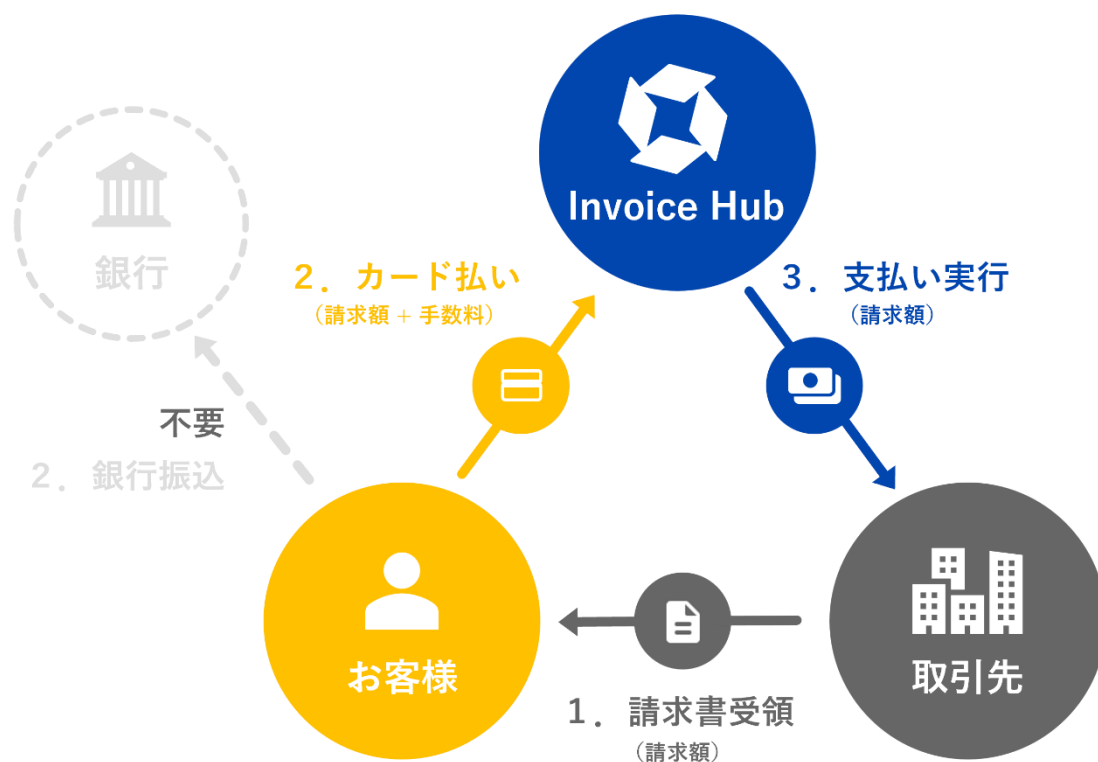 Invoice Hub
銀行
2．カード払い
（請求額 + 手数料）
3．支払い実行
（請求額）
不要
2．銀行振込
お客様
取引先
1．請求書受領
（請求額）